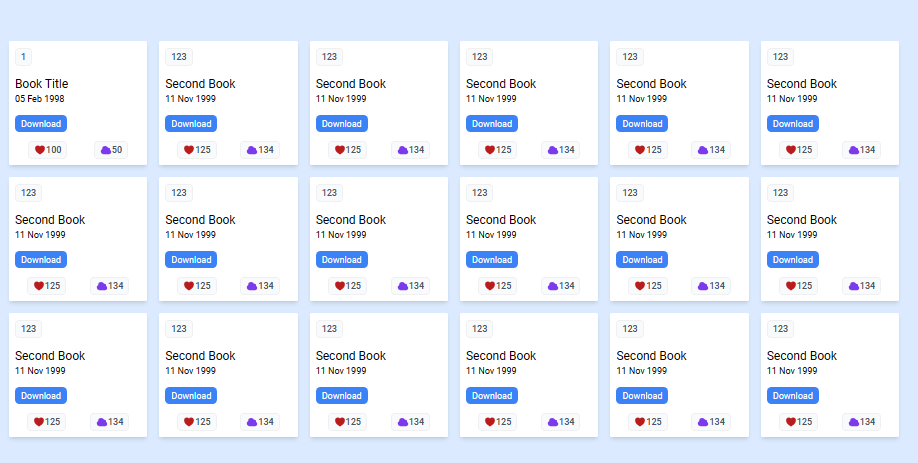 1 123 123 123 123 123
Book Title Second Book Second Book Second Book Second Book Second Book
05 Feb 1998 11 Nov 1999 11 Nov 1999 11 Nov 1999 11 Nov 1999 11 Nov 1999
Download Download Download Download Download Download
100 50 125 134 125 134 125 134 125 134 125 134
123 123 123 123 123 123
Second Book Second Book Second Book Second Book Second Book Second Book
11 Nov 1999 11 Nov 1999 11 Nov 1999 11 Nov 1999 11 Nov 1999 11 Nov 1999
Download Download Download Download Download Download
125 134 125 134 125 134 125 134 125 134 125 134
123 123 123 123 123 123
Second Book Second Book Second Book Second Book Second Book Second Book
11 Nov 1999 11 Nov 1999 11 Nov 1999 11 Nov 1999 11 Nov 1999 11 Nov 1999
Download Download Download Download Download Download
125 134 125 134 125 134 125 134 125 134 125 134